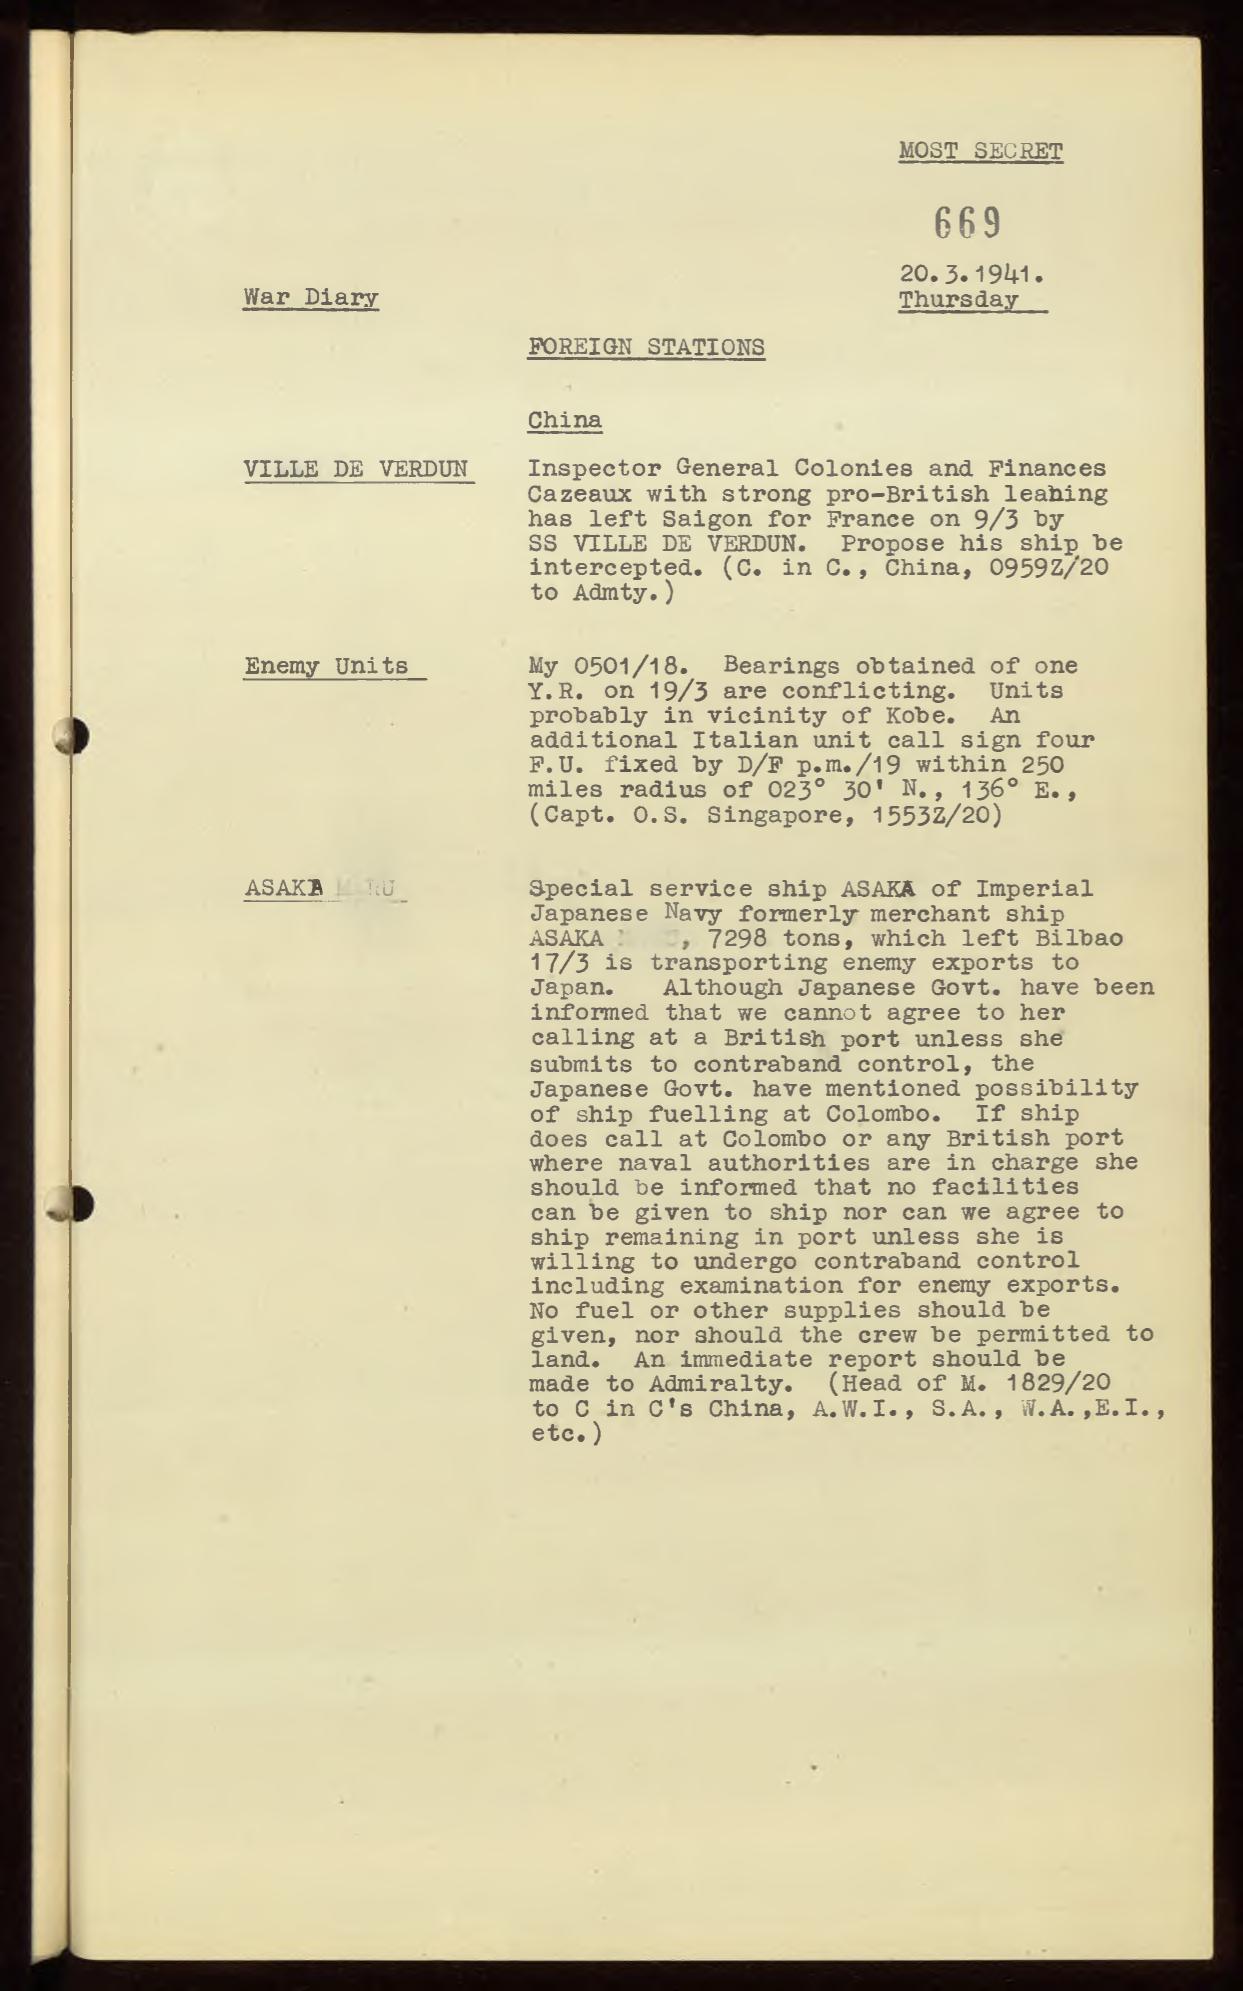 MOST SECRET
669
20.3.1941.
War Diary
Thursday
FOREIGN STATIONS
China
VILLE DE VERDUN
Inspector General Colonies and Finances
Cazeaux with strong pro-British leahing
has left Saigon for France on 9/3 by
SS VILLE DE VERDUN. Propose his ship be
intercepted. (C. in C., China, 0959Z/20
to Admty.)
Enemy Units
My 0501/18. Bearings obtained of one
Y.R. on 19/3 are conflicting. Units
probably in vicinity of Kobe. An
additional Italian unit call sign four
F.U. fixed by D/F p.m./19 within 250
miles radius of 023° 30' N., 136° E.,
(Capt. O.S. Singapore, 1553Z/20)
ASAKA
Special service ship ASAKA of Imperial
Japanese Navy formerly merchant ship
ASAKA , 7298 tons, which left Bilbao
17/3 is transporting enemy exports to
Japan. Although Japanese Govt. have been
informed that we cannot agree to her
calling at a British port unless she
submits to contraband control, the
Japanese Govt. have mentioned possibility
of ship fuelling at Colombo. If ship
does call at Colombo or any British port
where naval authorities are in charge she
should be informed that no facilities
can be given to ship nor can we agree to
ship remaining in port unless she is
willing to undergo contraband control
including examination for enemy exports.
No fuel or other supplies should be
given, nor should the crew be permitted to
land. An immediate report should be
made to Admiralty. (Head of M. 1829/20
to C in C's China, A.W.I., S.A., W.A.,E.I.,
etc.)